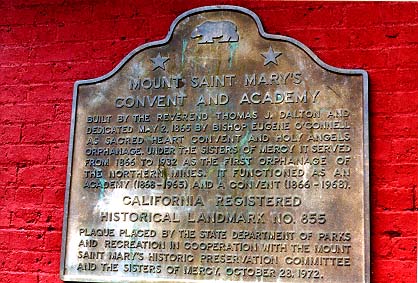 MOUNT SAINT MARY'S
CONVENT AND ACADEMY
BUILT BY THE REVEREND THOMAS J. DALTON AND
DEDICATED MAY 2, 1865 BY BISHOP EUGENE O'CONNELL
AS SACRED HEART CONVENT AND HOLY ANGELS
ORPHANAGE. UNDER THE SISTERS OF MERCY IT SERVED
FROM 1866 TO 1932 AS THE FIRST ORPHANAGE OF
THE NORTHERN MINES. IT FUNCTIONED AS AN
ACADEMY (1868-1965) AND A CONVENT (1866-1968).
CALIFORNIA REGISTERED
HISTORICAL LANDMARK NO. 855
PLAQUE PLACED BY THE STATE DEPARTMENT OF PARKS
AND RECREATION IN COOPERATION WITH THE MOUNT
SAINT MARY'S HISTORIC PRESERVATION COMMITTEE
AND THE SISTERS OF MERCY, OCTOBER 28, 1972.